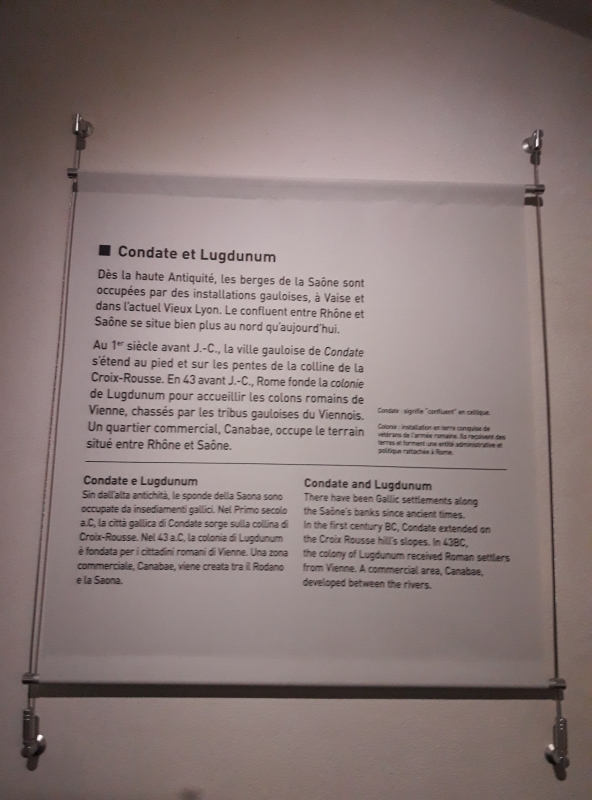 ■ Condate et Lugdunum
Dès la haute Antiquité, les berges de la Saône sont
occupées par des installations gauloises, à Vaise et
dans l'actuel Vieux Lyon. Le confluent entre Rhône et
Saône se situe bien plus au nord qu'aujourd'hui.
Au 1er siècle avant J.-C., la ville gauloise de Condate
s'étend au pied et sur les pentes de la colline de la
Croix-Rousse. En 43 avant J.-C., Rome fonde la colonie
de Lugdunum pour accueillir les colons romains de
Vienne, chassés par les tribus gauloises du Viennois.
Un quartier commercial, Canabae, occupe le terrain
situé entre Rhône et Saône.
Condate : signifie "confluent" en celtique.
Colonie : installation en terre conquise de
vétérans de l'armée romaine. Ils reçoivent des
terres et forment une entité administrative et
politique rattachée à Rome.
Condate e Lugdunum
Sin dall'alta antichità, le sponde della Saona sono
occupate da insediamenti gallici. Nel Primo secolo
a.C, la città gallica di Condate sorge sulla collina di
Croix-Rousse. Nel 43 a.C, la colonia di Lugdunum
è fondata per i cittadini romani di Vienne. Una zona
commerciale, Canabae, viene creata tra il Rodano
e la Saona.
Condate and Lugdunum
There have been Gallic settlements along
the Saône's banks since ancient times.
In the first century BC, Condate extended on
the Croix Rousse hill's slopes. In 43BC,
the colony of Lugdunum received Roman settlers
from Vienne. A commercial area, Canabae,
developed between the rivers.